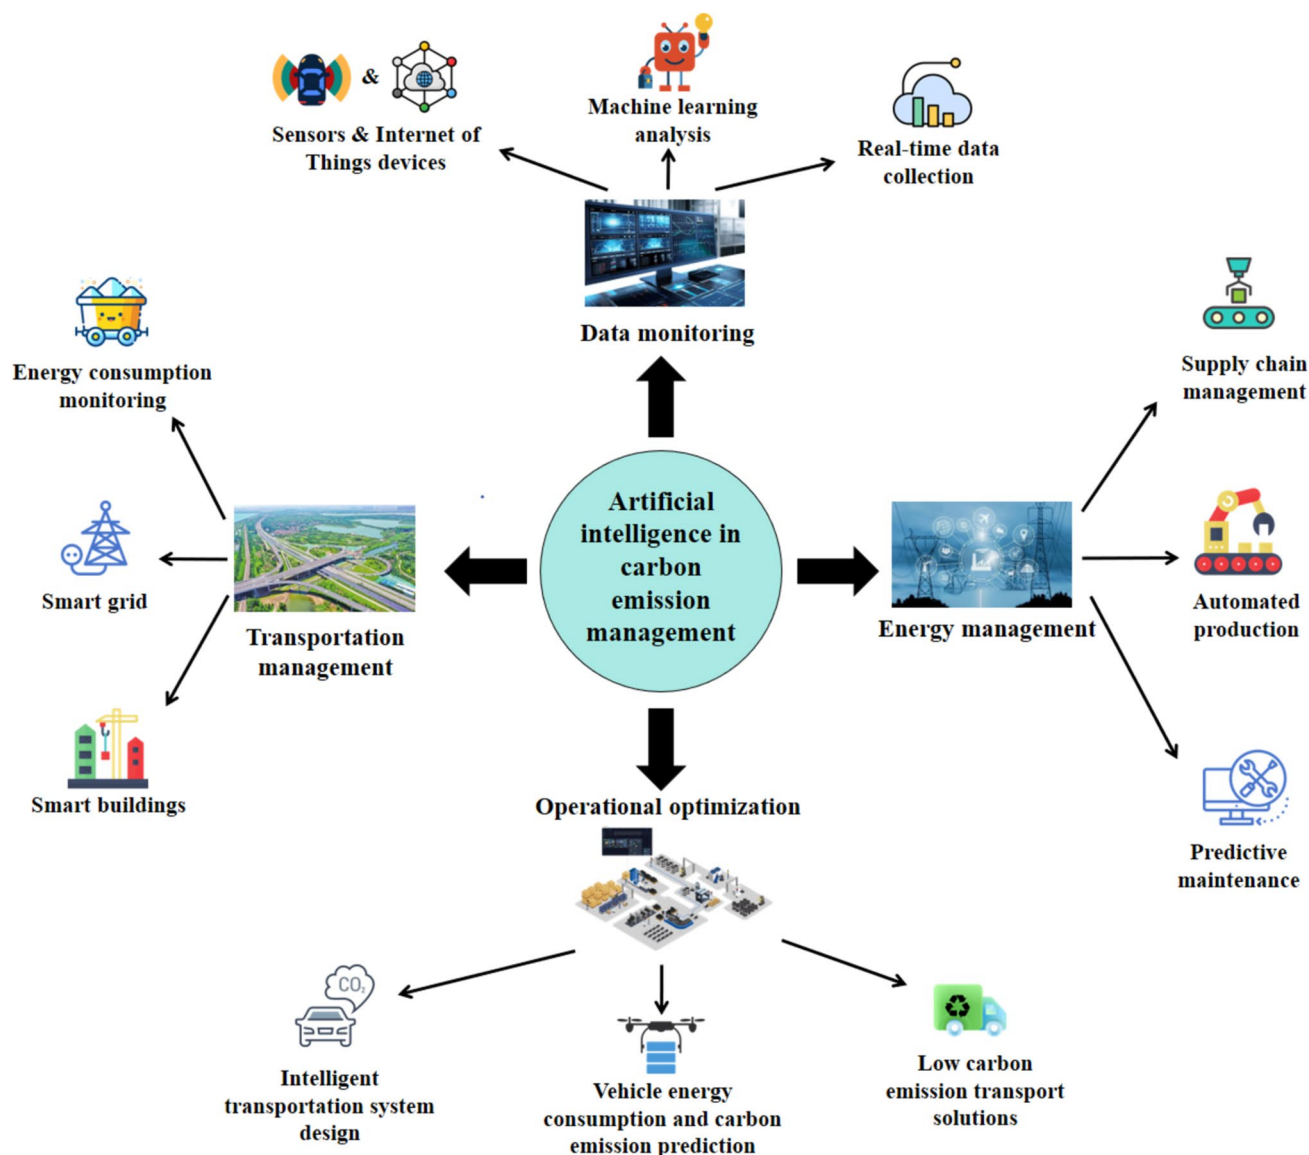 &
Sensors & Internet of
Things devices
Machine learning
analysis
Real-time data
collection
Data monitoring
Energy consumption
monitoring
Smart grid
Smart buildings
Transportation
management
Artificial
intelligence in
carbon
emission
management
Energy management
Supply chain
management
Automated
production
Predictive
maintenance
Operational optimization
CO₂
Intelligent
transportation system
design
Vehicle energy
consumption and carbon
emission prediction
Low carbon
emission transport
solutions